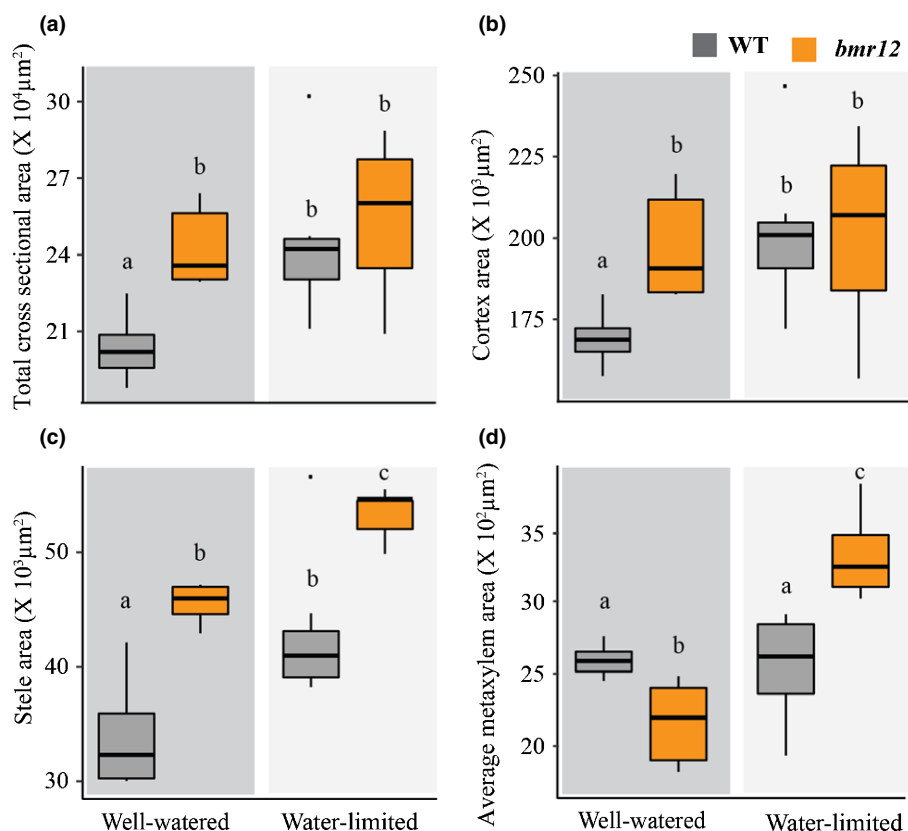 (a)
Total cross sectional area (X 10⁴μm²)
30
27
24
21
a
b
b
b
(b)
WT
bmr12
Cortex area (X 10³μm²)
250
225
200
175
a
b
b
b
(c)
Stele area (X 10³μm²)
50
40
30
a
b
b
c
Well-watered
Water-limited
(d)
Average metaxylem area (X 10²μm²)
35
30
25
20
a
b
a
c
Well-watered
Water-limited